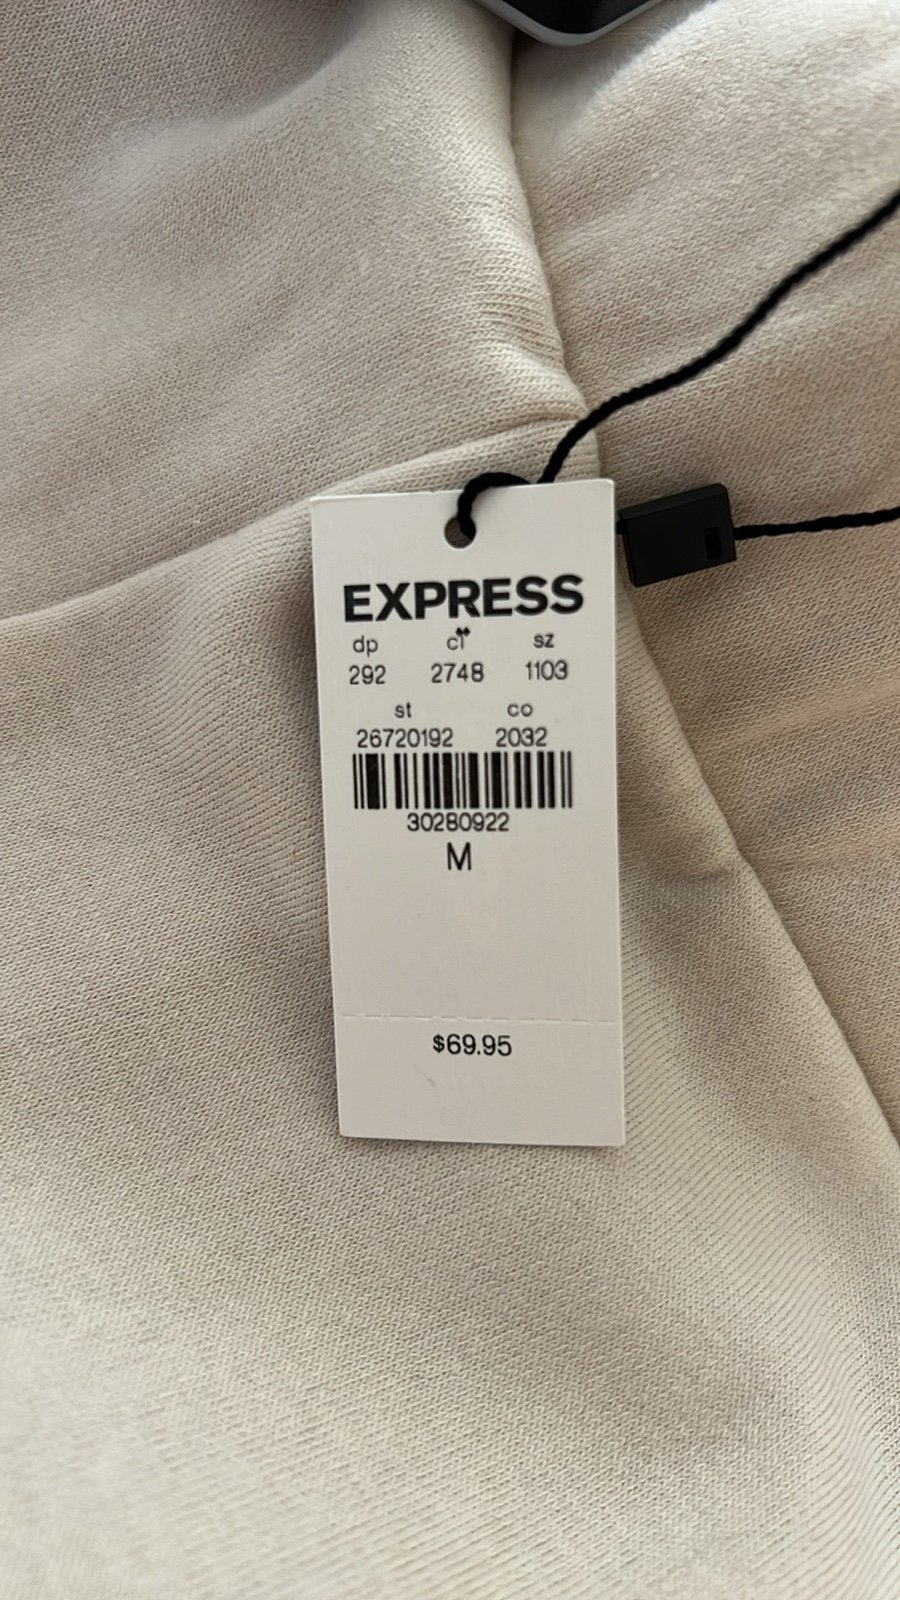 EXPRESS
dp cl sz
292 2748 1103
st co
26720192 2032
30280922
M
$69.95